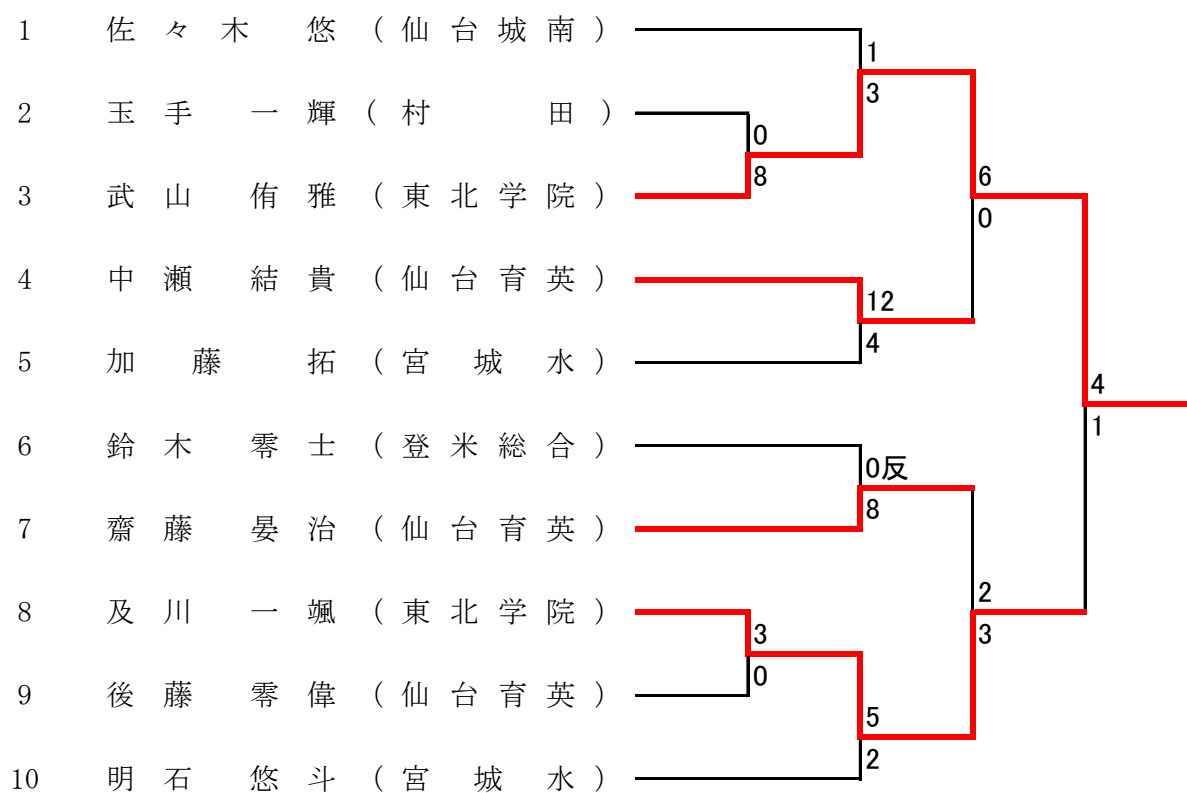 1 佐々木 悠 (仙台城南)
1
2 玉手 一輝 (村 田)
3
0
3 武山 侑雅 (東北学院)
8
6
0
4 中瀬 結貴 (仙台育英)
12
5 加藤 拓 (宮城水)
4
4
1
6 鈴木 零士 (登米総合)
0反
7 齋藤 晏治 (仙台育英)
8
8 及川 一颯 (東北学院)
2
3
3
9 後藤 零偉 (仙台育英)
0
5
10 明石 悠斗 (宮城水)
2